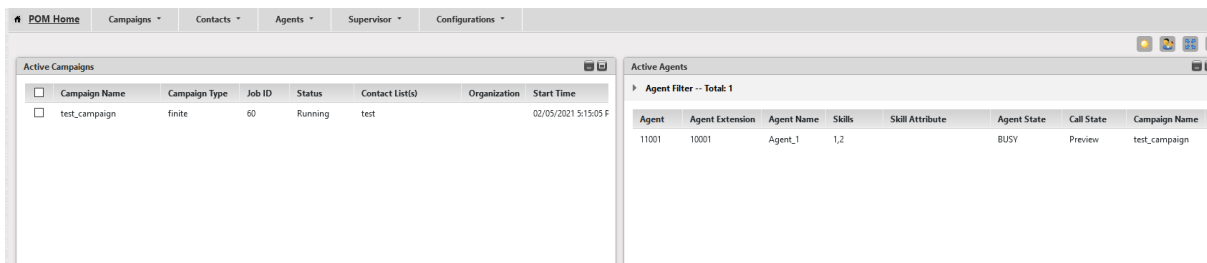 POM Home Campaigns Contacts Agents Supervisor Configurations
Active Campaigns
Campaign Name Campaign Type Job ID Status Contact List(s) Organization Start Time
test_campaign finite 60 Running test 02/05/2021 5:15:05 P
Active Agents
Agent Filter -- Total: 1
Agent Agent Extension Agent Name Skills Skill Attribute Agent State Call State Campaign Name
11001 10001 Agent_1 1,2 BUSY Preview test_campaign